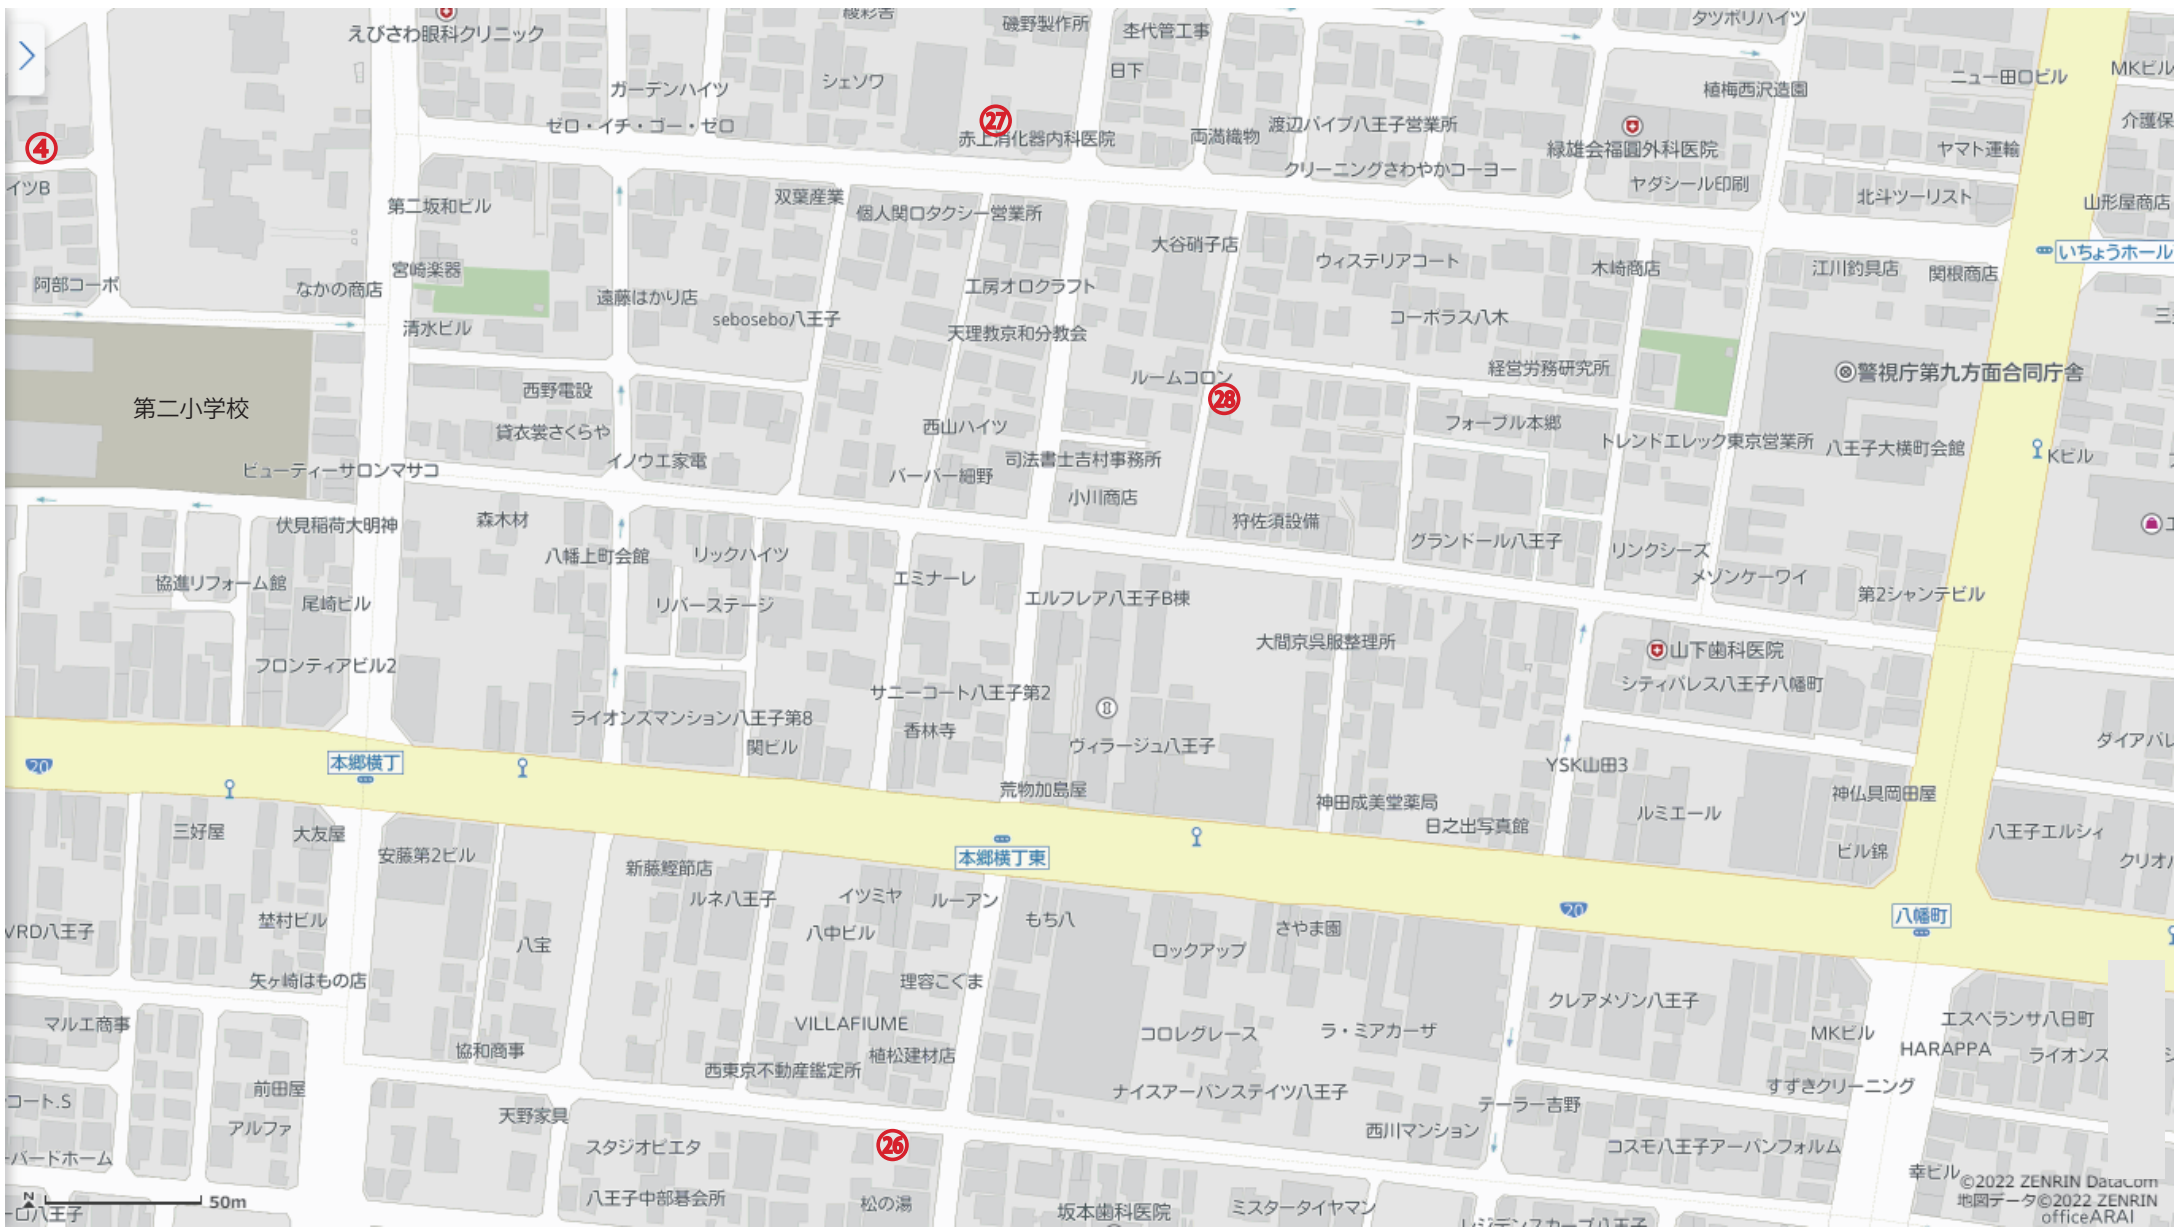 綾彩舎
磯野製作所
杢代管工事
タツボリハイツ
えびさわ眼科クリニック
日下
シェソワ
ガーデンハイツ
植梅西沢造園
ニュー田口ビル
MKビル
ゼロ・イチ・ゴー・ゼロ
㉗
赤上消化器内科医院
両満織物
渡辺パイプ八王子営業所
介護保
④
緑雄会福圓外科医院
ヤマト運輸
クリーニングさわやかコーヨー
イツB
ヤダシール印刷
双葉産業
北斗ツーリスト
第二坂和ビル
個人関口タクシー営業所
山形屋商店
大谷硝子店
いちょうホール
宮崎楽器
ウィステリアコート
木崎商店
江川釣具店
関根商店
阿部コーポ
なかの商店
遠藤はかり店
工房オロクラフト
sebosebo八王子
コーポラス八木
三
清水ビル
天理教京和分教会
経営労務研究所
警視庁第九方面合同庁舎
ルームコロン
西野電設
㉘
第二小学校
西山ハイツ
フォーブル本郷
貸衣裳さくらや
トレンドエレック東京営業所
八王子大横町会館
Kビル
イノウエ家電
司法書士吉村事務所
ビューティーサロンマサコ
バーバー細野
小川商店
伏見稲荷大明神
森木材
狩佐須設備
八幡上町会館
リックハイツ
グランドール八王子
リンクシーズ
協進リフォーム館
エミナーレ
メゾンケーワイ
尾崎ビル
リバーステージ
エルフレア八王子B棟
第2シャンテビル
大間京呉服整理所
山下歯科医院
フロンティアビル2
サニーコート八王子第2
シティパレス八王子八幡町
ライオンズマンション八王子第8
香林寺
関ビル
ヴィラージュ八王子
ダイアパレ
20
本郷横丁
YSK山田3
荒物加島屋
神田成美堂薬局
神仏具岡田屋
三好屋
大友屋
日之出写真館
ルミエール
八王子エルシィ
安藤第2ビル
本郷横丁東
ビル錦
クリオ
新藤鰹節店
ルネ八王子
イツミヤ
ルーアン
20
八幡町
埜村ビル
もち八
さやま園
VRD八王子
八宝
八中ビル
ロックアップ
矢ヶ崎はもの店
理容こぐま
クレアメゾン八王子
マルエ商事
VILLAFIUME
コロレグレース
ラ・ミアカーザ
MKビル
エスペランサ八日町
協和商事
植松建材店
HARAPPA
ライオンズ
西東京不動産鑑定所
前田屋
ナイスアーバンステイツ八王子
すずきクリーニング
コート.S
天野家具
テーラー吉野
アルファ
㉖
西川マンション
スタジオピエタ
コスモ八王子アーバンフォルム
バードホーム
幸ビル
©2022 ZENRIN DataCom
N
50m
八王子中部碁会所
松の湯
坂本歯科医院
ミスタータイヤマン
地図データ©2022 ZENRIN
ーロ八王子
レジデンスカープ八王子
officeARAI